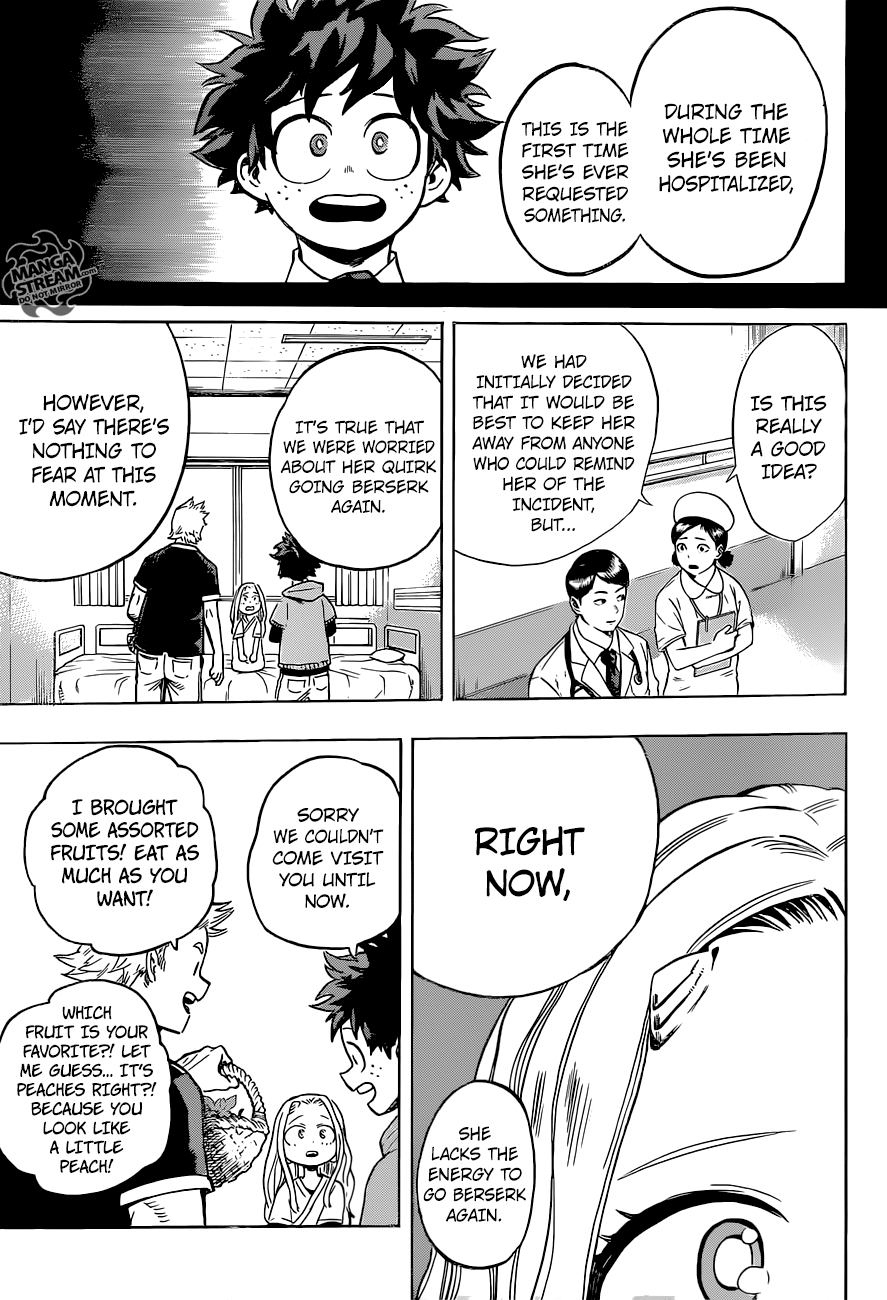 DURING THE
WHOLE TIME
SHE'S BEEN
HOSPITALIZED,
THIS IS THE
FIRST TIME
SHE'S EVER
REQUESTED
SOMETHING.
MANGA
STREAM.com
DO NOT MIRROR
IS THIS
REALLY
A GOOD
IDEA?
WE HAD
INITIALLY DECIDED
THAT IT WOULD BE
BEST TO KEEP HER
AWAY FROM ANYONE
WHO COULD REMIND
HER OF THE
INCIDENT,
BUT...
IT'S TRUE THAT
WE WERE WORRIED
ABOUT HER QUIRK
GOING BERSERK
AGAIN.
HOWEVER,
I'D SAY THERE'S
NOTHING TO
FEAR AT THIS
MOMENT.
RIGHT
NOW,
SHE
LACKS THE
ENERGY TO
GO BERSERK
AGAIN.
SORRY
WE COULDN'T
COME VISIT
YOU UNTIL
NOW.
I BROUGHT
SOME ASSORTED
FRUITS! EAT AS
MUCH AS YOU
WANT!
WHICH
FRUIT IS YOUR
FAVORITE?! LET
ME GUESS... IT'S
PEACHES RIGHT?!
BECAUSE YOU
LOOK LIKE
A LITTLE
PEACH!